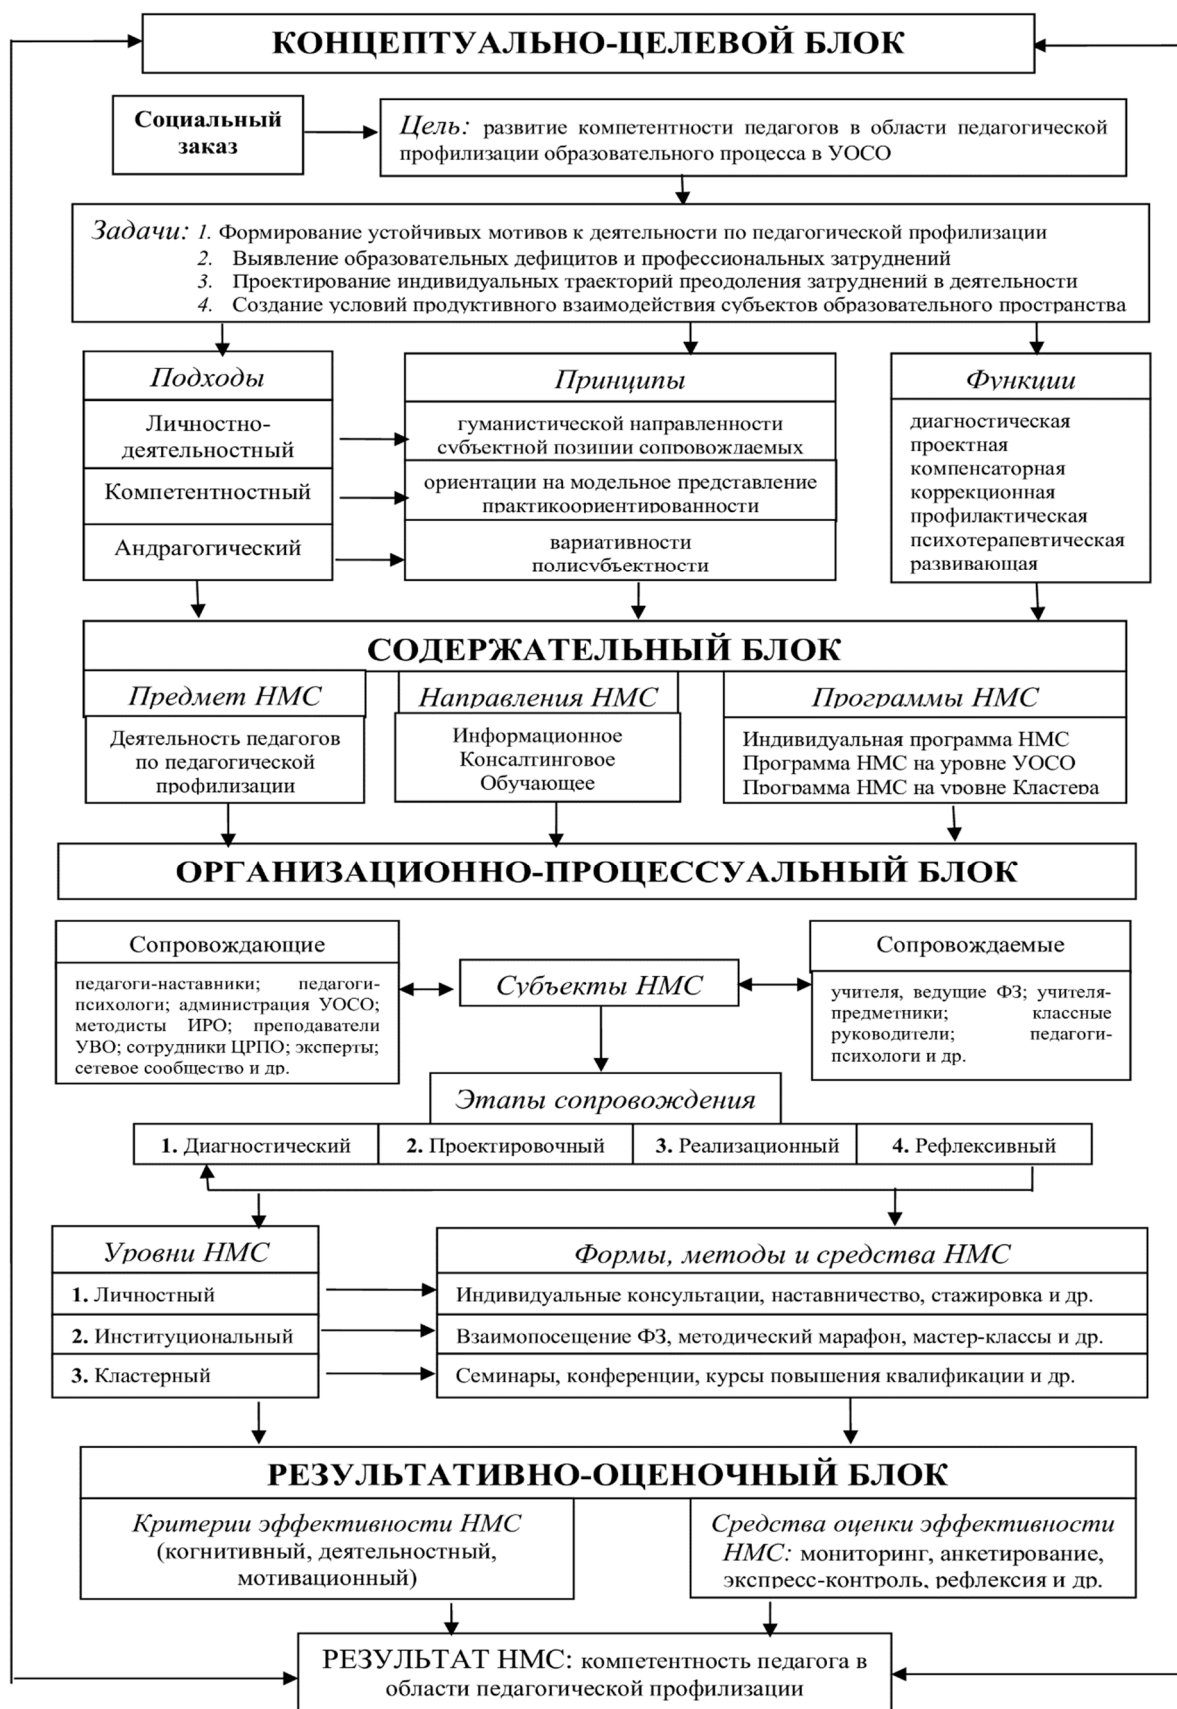 КОНЦЕПТУАЛЬНО-ЦЕЛЕВОЙ БЛОК
Социальный
заказ
Цель: развитие компетентности педагогов в области педагогической
профилизации образовательного процесса в УОСО
Задачи: 1. Формирование устойчивых мотивов к деятельности по педагогической профилизации
2. Выявление образовательных дефицитов и профессиональных затруднений
3. Проектирование индивидуальных траекторий преодоления затруднений в деятельности
4. Создание условий продуктивного взаимодействия субъектов образовательного пространства
Подходы
Личностно-
деятельностный
Компетентностный
Андрагогический
Принципы
гуманистической направленности
субъектной позиции сопровождаемых
ориентации на модельное представление
практикоориентированности
вариативности
полисубъектности
Функции
диагностическая
проектная
компенсаторная
коррекционная
профилактическая
психотерапевтическая
развивающая
СОДЕРЖАТЕЛЬНЫЙ БЛОК
Предмет НМС
Деятельность педагогов
по педагогической
профилизации
Направления НМС
Информационное
Консалтинговое
Обучающее
Программы НМС
Индивидуальная программа НМС
Программа НМС на уровне УОСО
Программа НМС на уровне Кластера
ОРГАНИЗАЦИОННО-ПРОЦЕССУАЛЬНЫЙ БЛОК
Сопровождающие
педагоги-наставники; педагоги-
психологи; администрация УОСО;
методисты ИРО; преподаватели
УВО; сотрудники ЦРПО; эксперты;
сетевое сообщество и др.
Субъекты НМС
Сопровождаемые
учителя, ведущие ФЗ; учителя-
предметники; классные
руководители; педагоги-
психологи и др.
Этапы сопровождения
1. Диагностический
2. Проектировочный
3. Реализационный
4. Рефлексивный
Уровни НМС
1. Личностный
2. Институциональный
3. Кластерный
Формы, методы и средства НМС
Индивидуальные консультации, наставничество, стажировка и др.
Взаимопосещение ФЗ, методический марафон, мастер-классы и др.
Семинары, конференции, курсы повышения квалификации и др.
РЕЗУЛЬТАТИВНО-ОЦЕНОЧНЫЙ БЛОК
Критерии эффективности НМС
(когнитивный, деятельностный,
мотивационный)
Средства оценки эффективности
НМС: мониторинг, анкетирование,
экспресс-контроль, рефлексия и др.
РЕЗУЛЬТАТ НМС: компетентность педагога в
области педагогической профилизации